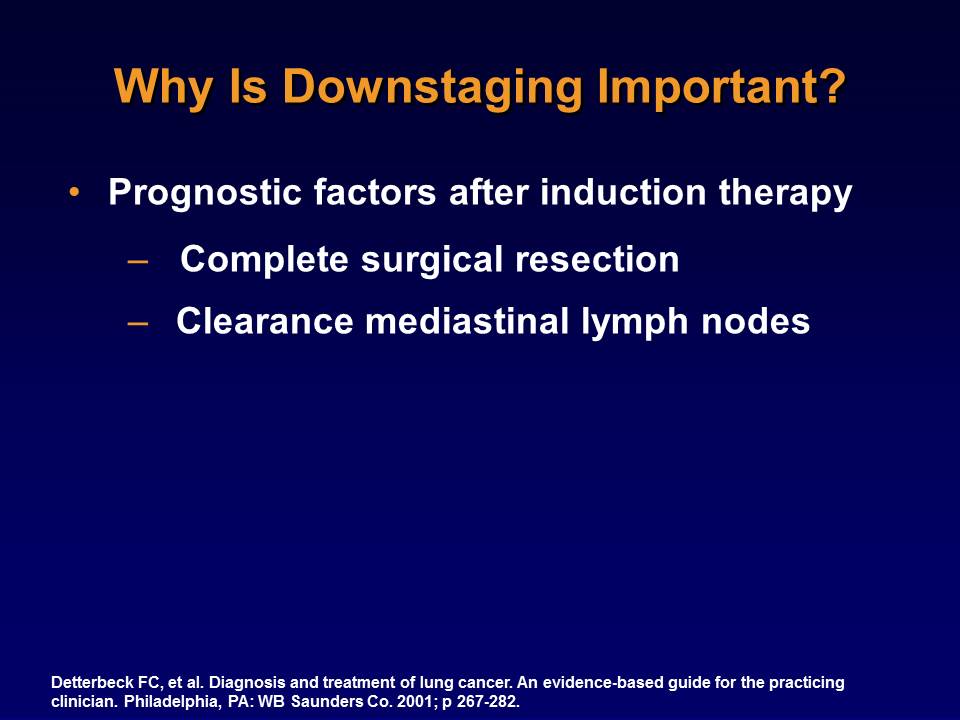 Why Is Downstaging Important?
• Prognostic factors after induction therapy
– Complete surgical resection
– Clearance mediastinal lymph nodes
Detterbeck FC, et al. Diagnosis and treatment of lung cancer. An evidence-based guide for the practicing
clinician. Philadelphia, PA: WB Saunders Co. 2001; p 267-282.